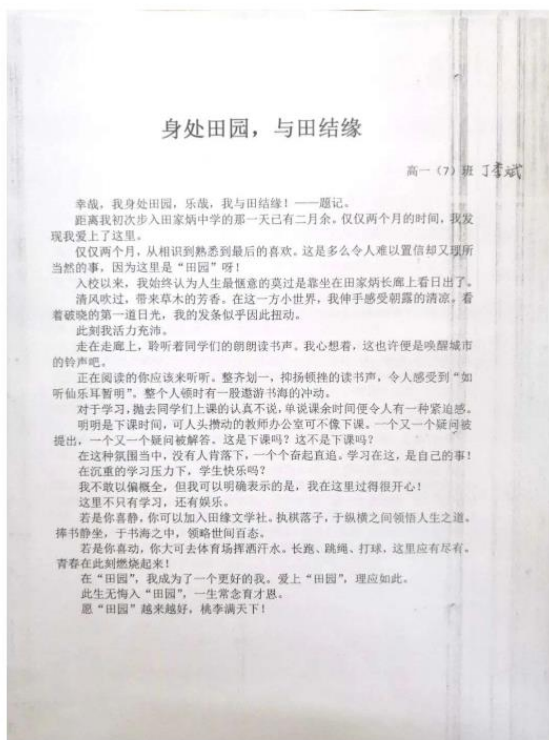 身处田园，与田结缘
高一（7）班 丁李斌
幸哉，我身处田园，乐哉，我与田结缘！——题记。
距离我初次步入田家炳中学的那一天已有二月余。仅仅两个月的时间，我发
现我爱上了这里。
仅仅两个月，从相识到熟悉到最后的喜欢。这是多么令人难以置信却又理所
当然的事，因为这里是“田园”呀！
入校以来，我始终认为人生最惬意的莫过是靠坐在田家炳长廊上看日出了。
清风吹过，带来草木的芳香。在这一方小世界，我伸手感受朝露的清凉，看
着破晓的第一道日光，我的发条似乎因此扭动。
此刻我活力充沛。
走在走廊上，聆听着同学们的朗朗读书声。我心想着，这也许便是唤醒城市
的铃声吧。
正在阅读的你应该来听听。整齐划一，抑扬顿挫的读书声，令人感受到“如
听仙乐耳暂明”。整个人顿时有一股遨游书海的冲动。
对于学习，抛去同学们上课的认真不说，单说课余时间便令人有一种紧迫感。
明明是下课时间，可人头攒动的教师办公室可不像下课。一个又一个疑问被
提出，一个又一个疑问被解答。这是下课吗？这不是下课吗？
在这种氛围当中，没有人肯落下，一个个奋起直追。学习在这，是自己的事！
在沉重的学习压力下，学生快乐吗？
我不敢以偏概全，但我可以明确表示的是，我在这里过得很开心！
这里不只有学习，还有娱乐。
若是你喜静，你可以加入田缘文学社。执棋落子，于纵横之间领悟人生之道。
捧书静坐，于书海之中，领略世间百态。
若是你喜动，你大可去体育场挥洒汗水。长跑、跳绳、打球，这里应有尽有。
青春在此刻燃烧起来！
在“田园”，我成为了一个更好的我。爱上“田园”，理应如此。
此生无悔入“田园”，一生常念育才恩。
愿“田园”越来越好，桃李满天下！